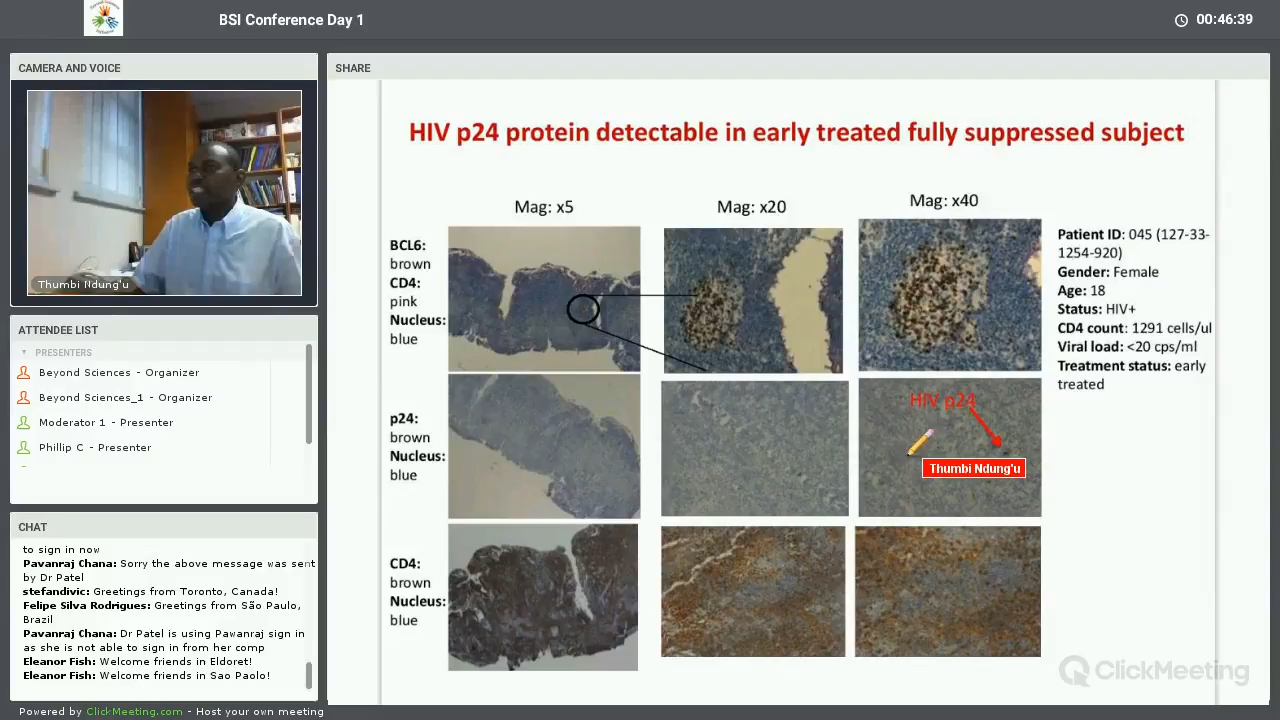 BSI Conference Day 1
00:46:39
CAMERA AND VOICE
Thumbi Ndung'u
ATTENDEE LIST
PRESENTERS
Beyond Sciences - Organizer
Beyond Sciences_1 - Organizer
Moderator 1 - Presenter
Phillip C - Presenter
CHAT
to sign in now
Pavanraj Chana: Sorry the above message was sent
by Dr Patel
stefandivic: Greetings from Toronto, Canada!
Felipe Silva Rodrigues: Greetings from São Paulo,
Brazil
Pavanraj Chana: Dr Patel is using Pawanraj sign in
as she is not able to sign in from her comp
Eleanor Fish: Welcome friends in Eldoret!
Eleanor Fish: Welcome friends in Sao Paolo!
Powered by ClickMeeting.com - Host your own meeting
SHARE
HIV p24 protein detectable in early treated fully suppressed subject
Mag: x5
Mag: x20
Mag: x40
BCL6:
brown
CD4:
pink
Nucleus:
blue
p24:
brown
Nucleus:
blue
CD4:
brown
Nucleus:
blue
HIV p24
Thumbi Ndung'u
Patient ID: 045 (127-33-
1254-920)
Gender: Female
Age: 18
Status: HIV+
CD4 count: 1291 cells/ul
Viral load: <20 cps/ml
Treatment status: early
treated
ClickMeeting